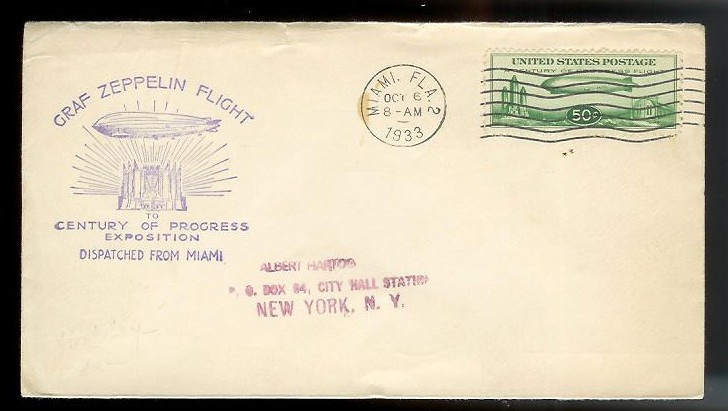 GRAF ZEPPELIN FLIGHT
TO
CENTURY OF PROGRESS
EXPOSITION
DISPATCHED FROM MIAMI
MIAMI, FLA. 2
OCT 6
8-AM
1933
UNITED STATES POSTAGE
A CENTURY OF PROGRESS FLIGHT
50c
ALBERT HARTOG
P. O. BOX 84, CITY HALL STATION
NEW YORK, N. Y.